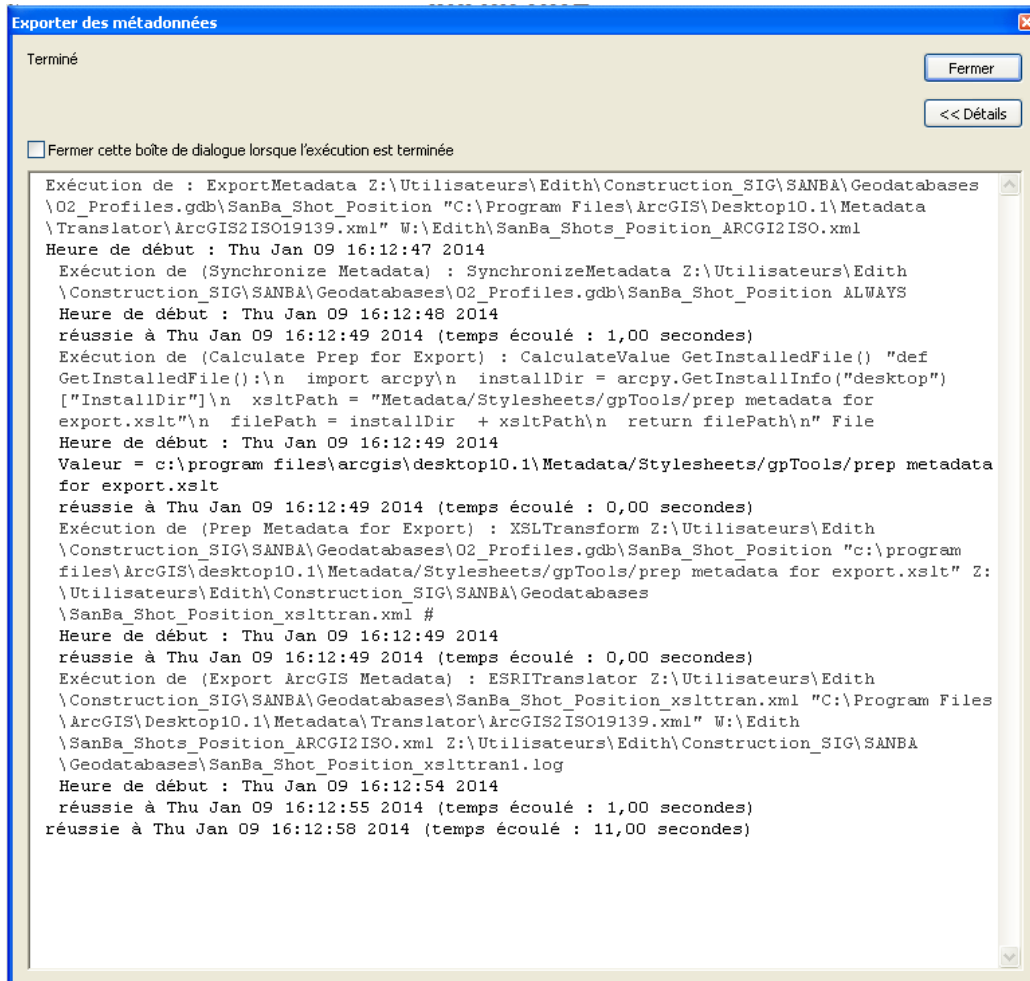 Exporter des métadonnées
Terminé
Fermer
<< Détails
Fermer cette boîte de dialogue lorsque l'exécution est terminée
Exécution de : ExportMetadata Z:\Utilisateurs\Edith\Construction_SIG\SANBA\Geodatabases
\02_Profiles.gdb\SanBa_Shot_Position "C:\Program Files\ArcGIS\Desktop10.1\Metadata
\Translator\ArcGIS2ISO19139.xml" W:\Edith\SanBa_Shots_Position_ARCGI2ISO.xml
Heure de début : Thu Jan 09 16:12:47 2014
Exécution de (Synchronize Metadata) : SynchronizeMetadata Z:\Utilisateurs\Edith
\Construction_SIG\SANBA\Geodatabases\02_Profiles.gdb\SanBa_Shot_Position ALWAYS
Heure de début : Thu Jan 09 16:12:48 2014
réussie à Thu Jan 09 16:12:49 2014 (temps écoulé : 1,00 secondes)
Exécution de (Calculate Prep for Export) : CalculateValue GetInstalledFile() "def
GetInstalledFile():\n  import arcpy\n  installDir = arcpy.GetInstallInfo("desktop")
["InstallDir"]\n  xsltPath = "Metadata/Stylesheets/gpTools/prep metadata for
export.xslt"\n  filePath = installDir  + xsltPath\n  return filePath\n" File
Heure de début : Thu Jan 09 16:12:49 2014
Valeur = c:\program files\arcgis\desktop10.1\Metadata/Stylesheets/gpTools/prep metadata
for export.xslt
réussie à Thu Jan 09 16:12:49 2014 (temps écoulé : 0,00 secondes)
Exécution de (Prep Metadata for Export) : XSLTransform Z:\Utilisateurs\Edith
\Construction_SIG\SANBA\Geodatabases\02_Profiles.gdb\SanBa_Shot_Position "c:\program
files\ArcGIS\desktop10.1\Metadata/Stylesheets/gpTools/prep metadata for export.xslt" Z:
\Utilisateurs\Edith\Construction_SIG\SANBA\Geodatabases
\SanBa_Shot_Position_xslttran.xml #
Heure de début : Thu Jan 09 16:12:49 2014
réussie à Thu Jan 09 16:12:49 2014 (temps écoulé : 0,00 secondes)
Exécution de (Export ArcGIS Metadata) : ESRITranslator Z:\Utilisateurs\Edith
\Construction_SIG\SANBA\Geodatabases\SanBa_Shot_Position_xslttran.xml "C:\Program Files
\ArcGIS\Desktop10.1\Metadata\Translator\ArcGIS2ISO19139.xml" W:\Edith
\SanBa_Shots_Position_ARCGI2ISO.xml Z:\Utilisateurs\Edith\Construction_SIG\SANBA
\Geodatabases\SanBa_Shot_Position_xslttran1.log
Heure de début : Thu Jan 09 16:12:54 2014
réussie à Thu Jan 09 16:12:55 2014 (temps écoulé : 1,00 secondes)
réussie à Thu Jan 09 16:12:58 2014 (temps écoulé : 11,00 secondes)